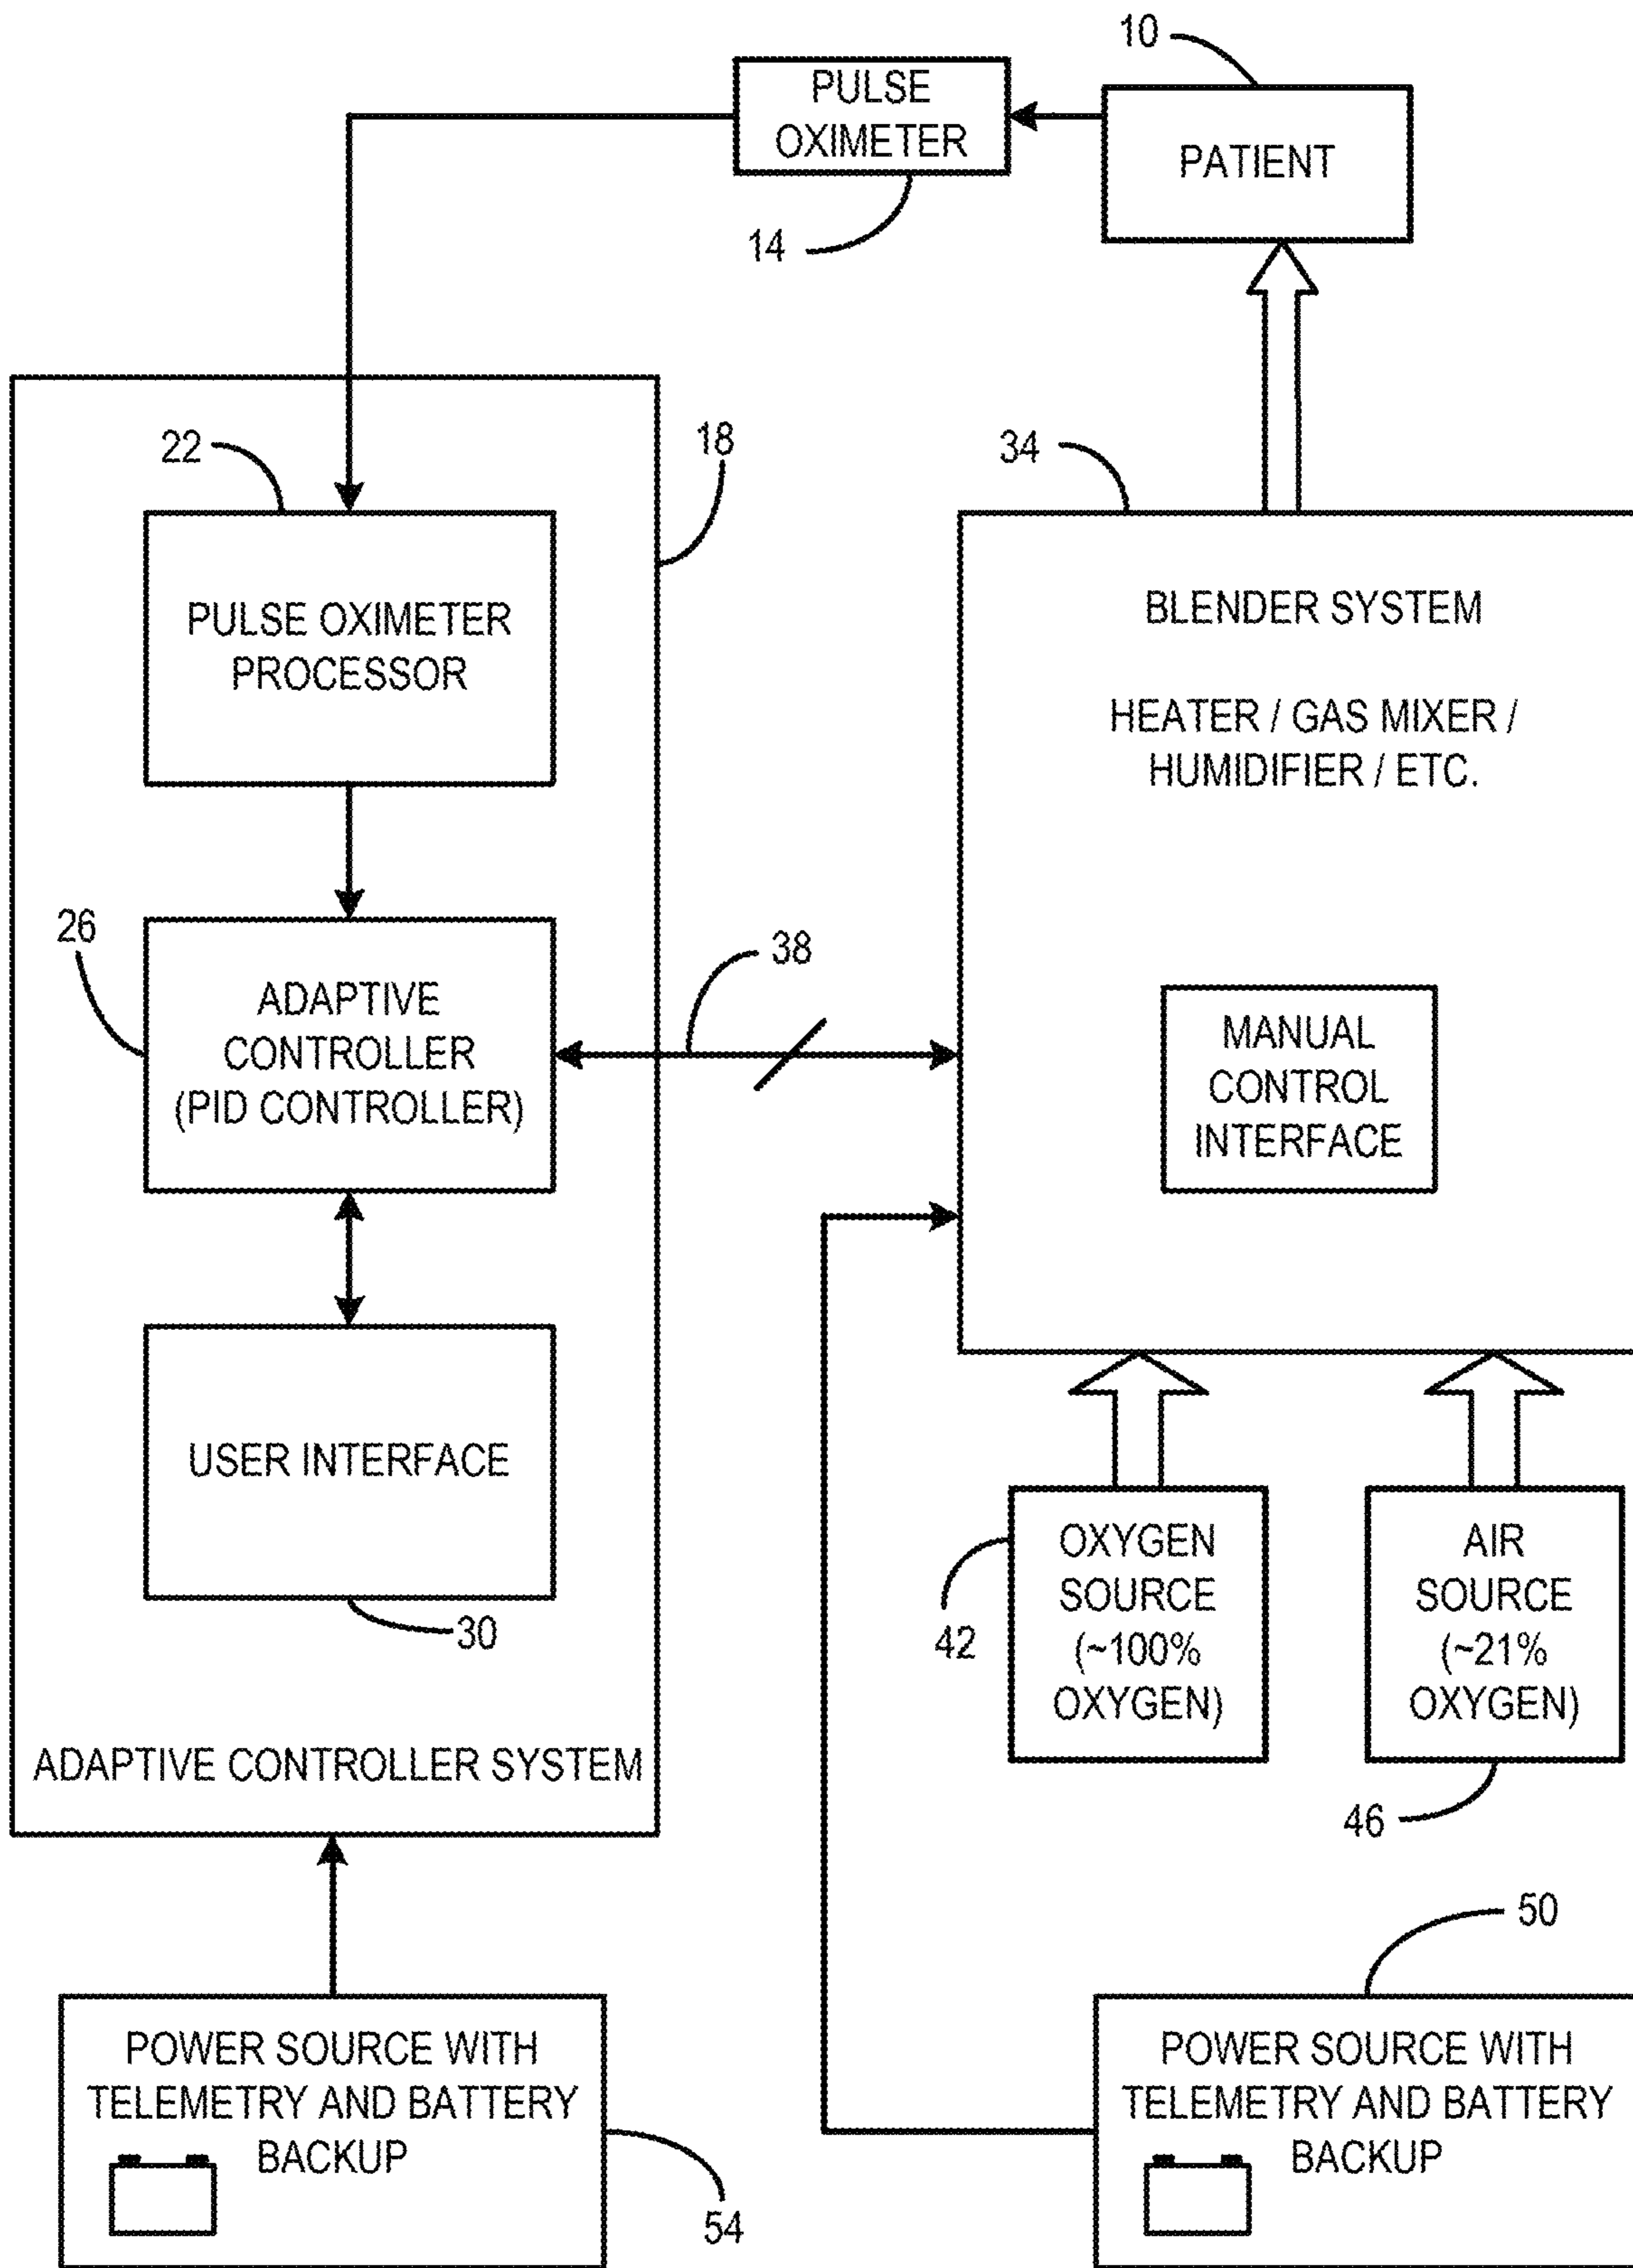 10
PULSE
OXIMETER
PATIENT
14
22
18
34
PULSE OXIMETER
PROCESSOR
BLENDER SYSTEM
HEATER / GAS MIXER /
HUMIDIFIER / ETC.
26
38
ADAPTIVE
CONTROLLER
(PID CONTROLLER)
MANUAL
CONTROL
INTERFACE
USER INTERFACE
30
42
OXYGEN
SOURCE
(~100%
OXYGEN)
AIR
SOURCE
(~21%
OXYGEN)
46
ADAPTIVE CONTROLLER SYSTEM
50
POWER SOURCE WITH
TELEMETRY AND BATTERY
BACKUP
54
POWER SOURCE WITH
TELEMETRY AND BATTERY
BACKUP